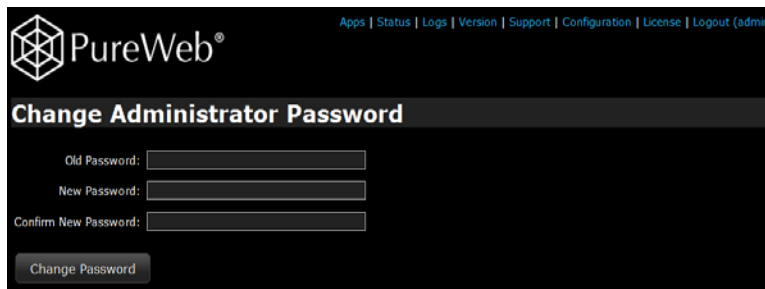 PureWeb®
Apps | Status | Logs | Version | Support | Configuration | License | Logout (admi
Change Administrator Password
Old Password:
New Password:
Confirm New Password:
Change Password